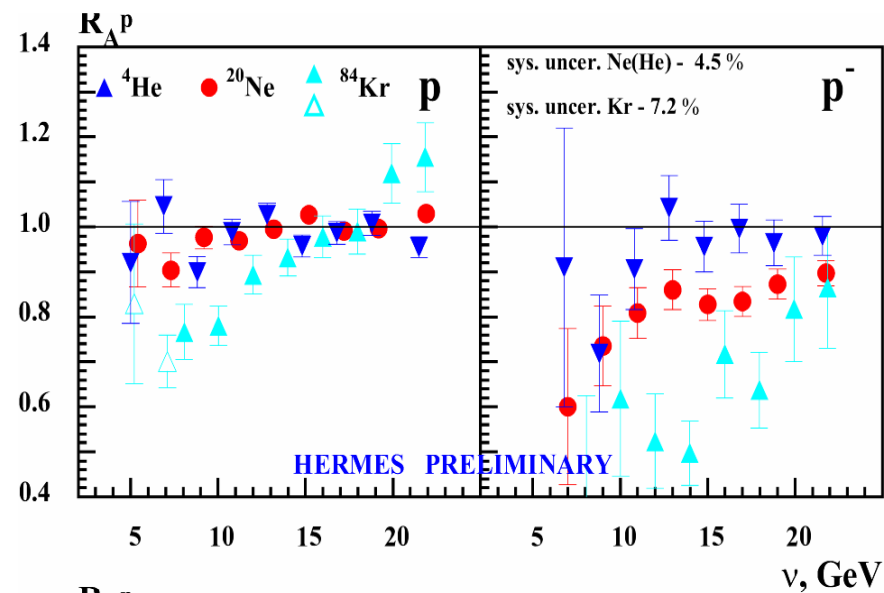 R_A^p
1.4
1.2
1.0
0.8
0.6
0.4
⁴He
²⁰Ne
⁸⁴Kr
p
sys. uncer. Ne(He) - 4.5 %
sys. uncer. Kr - 7.2 %
p⁻
HERMES PRELIMINARY
5 10 15 20
5 10 15 20
ν, GeV